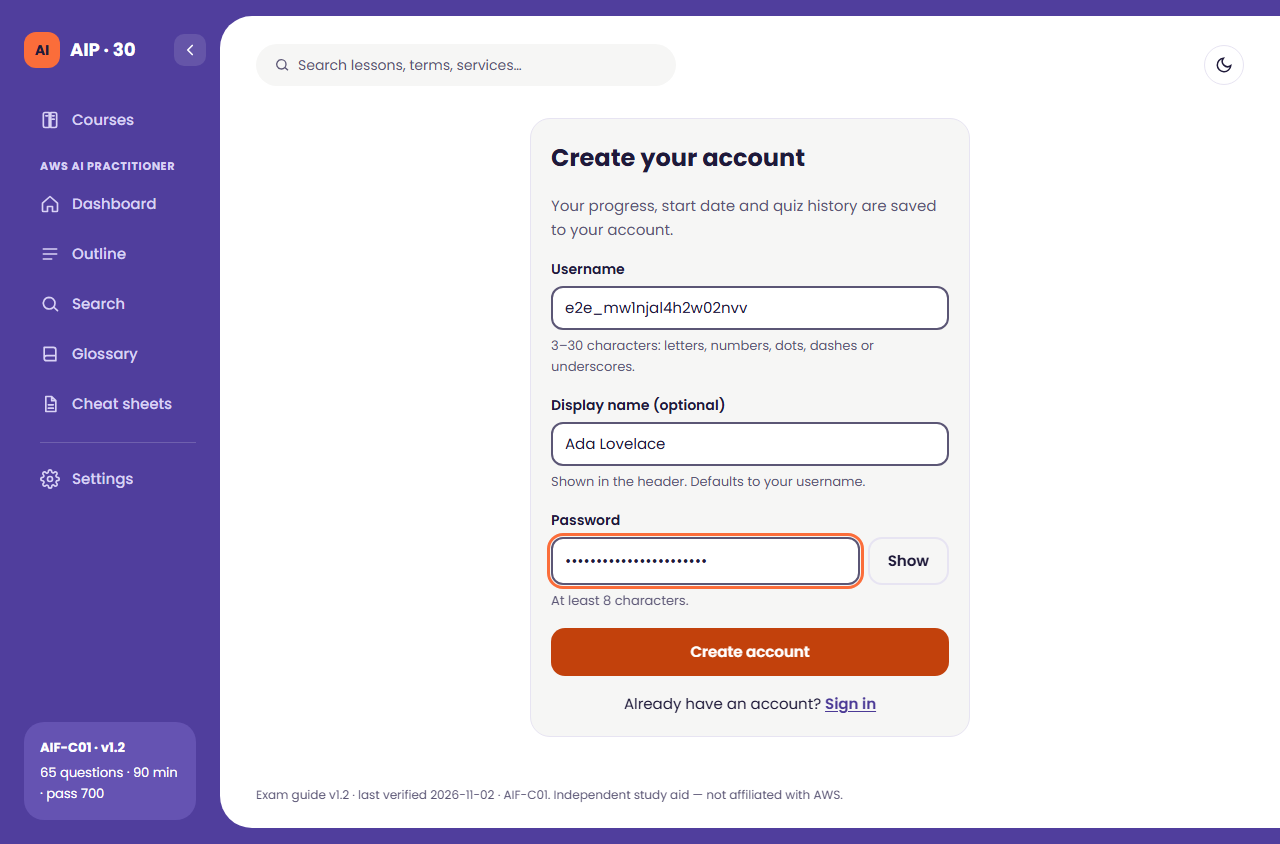 AI AIP · 30
Courses
AWS AI PRACTITIONER
Dashboard
Outline
Search
Glossary
Cheat sheets
Settings
AIF-C01 · v1.2
65 questions · 90 min
· pass 700
Search lessons, terms, services…
Create your account
Your progress, start date and quiz history are saved
to your account.
Username
e2e_mw1njal4h2w02nvv
3–30 characters: letters, numbers, dots, dashes or
underscores.
Display name (optional)
Ada Lovelace
Shown in the header. Defaults to your username.
Password
•••••••••••••••••••••••
Show
At least 8 characters.
Create account
Already have an account? Sign in
Exam guide v1.2 · last verified 2026-11-02 · AIF-C01. Independent study aid — not affiliated with AWS.